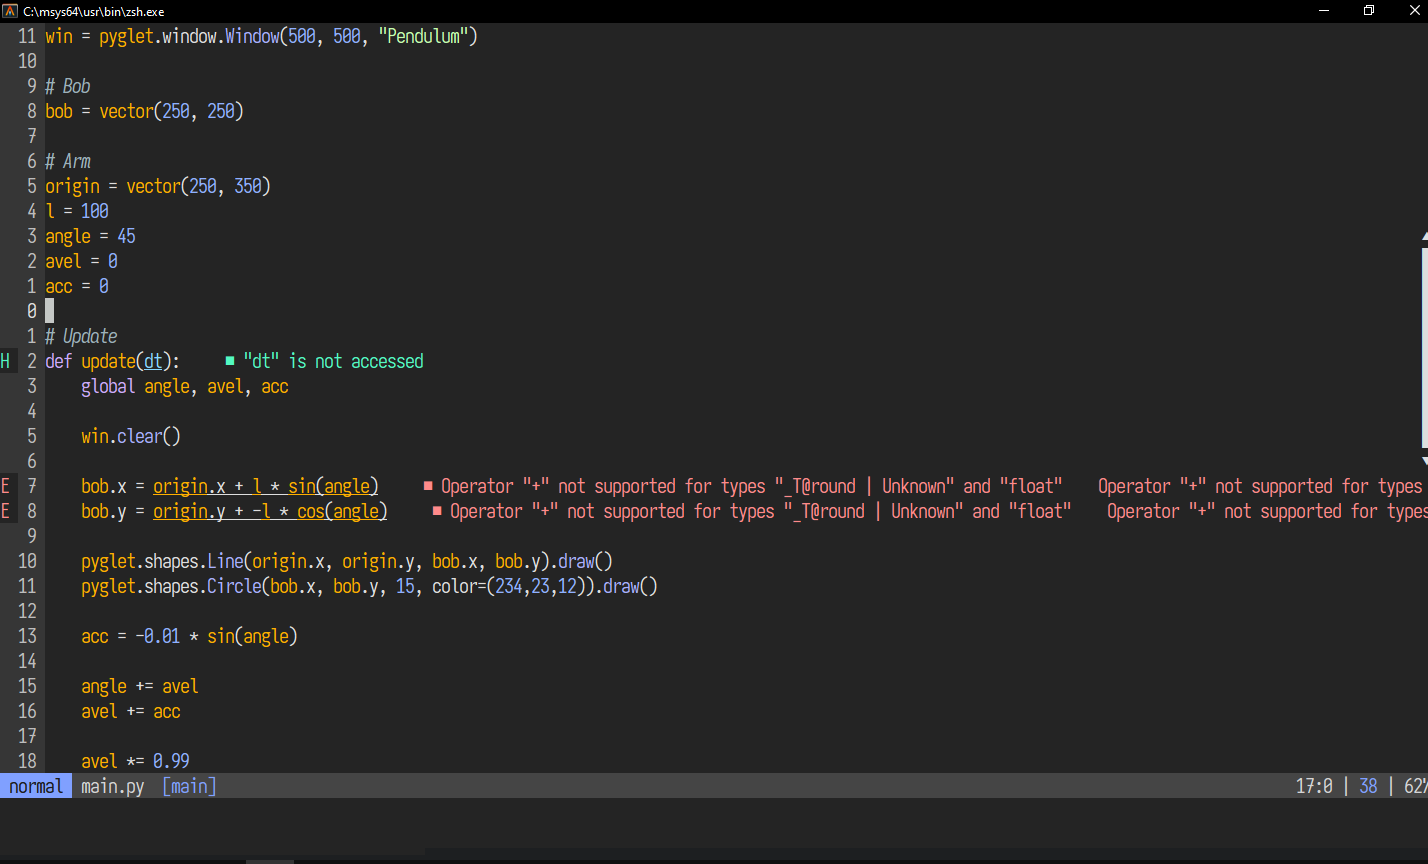 C:\msys64\usr\bin\zsh.exe
11 win = pyglet.window.Window(500, 500, "Pendulum")
10
9 # Bob
8 bob = vector(250, 250)
7
6 # Arm
5 origin = vector(250, 350)
4 l = 100
3 angle = 45
2 avel = 0
1 acc = 0
0
1 # Update
H 2 def update(dt): ■ "dt" is not accessed
3 global angle, avel, acc
4
5 win.clear()
6
E 7 bob.x = origin.x + l * sin(angle) ■ Operator "+" not supported for types "_T@round | Unknown" and "float" Operator "+" not supported for types
E 8 bob.y = origin.y + -l * cos(angle) ■ Operator "+" not supported for types "_T@round | Unknown" and "float" Operator "+" not supported for types
9
10 pyglet.shapes.Line(origin.x, origin.y, bob.x, bob.y).draw()
11 pyglet.shapes.Circle(bob.x, bob.y, 15, color=(234,23,12)).draw()
12
13 acc = -0.01 * sin(angle)
14
15 angle += avel
16 avel += acc
17
18 avel *= 0.99
normal main.py [main] 17:0 | 38 | 62%